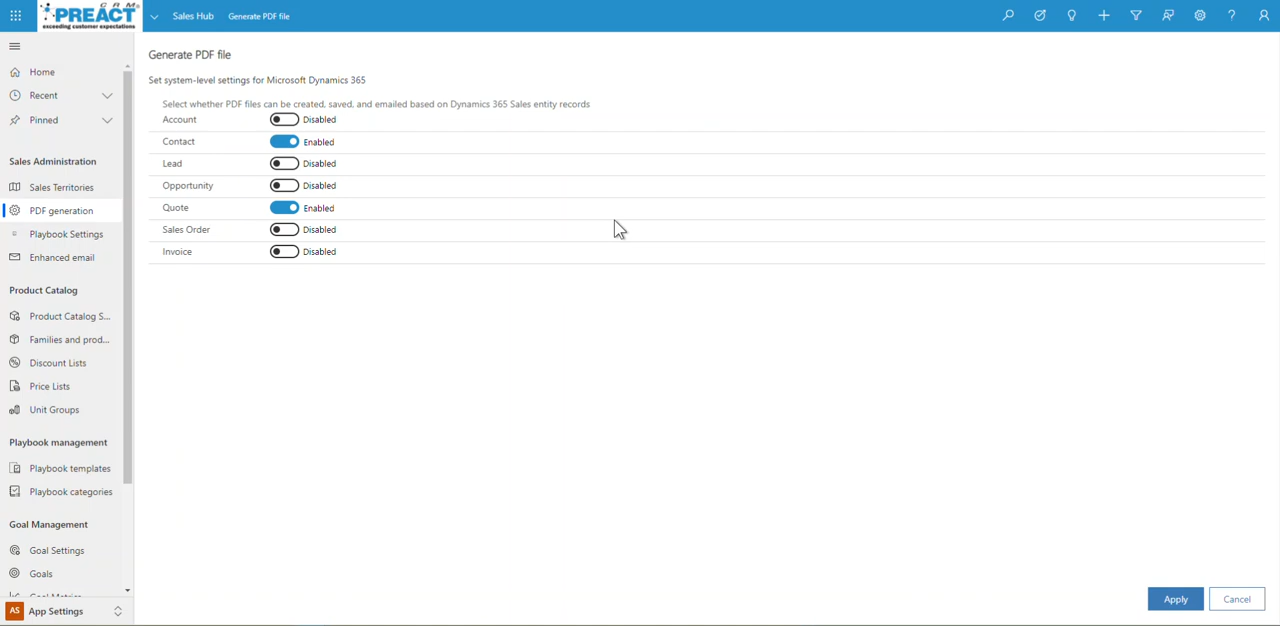 CRM
PREACT
exceeding customer expectations
Sales Hub
Generate PDF file
Home
Recent
Pinned
Sales Administration
Sales Territories
PDF generation
Playbook Settings
Enhanced email
Product Catalog
Product Catalog S...
Families and prod...
Discount Lists
Price Lists
Unit Groups
Playbook management
Playbook templates
Playbook categories
Goal Management
Goal Settings
Goals
Goal Metrics
AS App Settings
Generate PDF file
Set system-level settings for Microsoft Dynamics 365
Select whether PDF files can be created, saved, and emailed based on Dynamics 365 Sales entity records
Account Disabled
Contact Enabled
Lead Disabled
Opportunity Disabled
Quote Enabled
Sales Order Disabled
Invoice Disabled
Apply Cancel